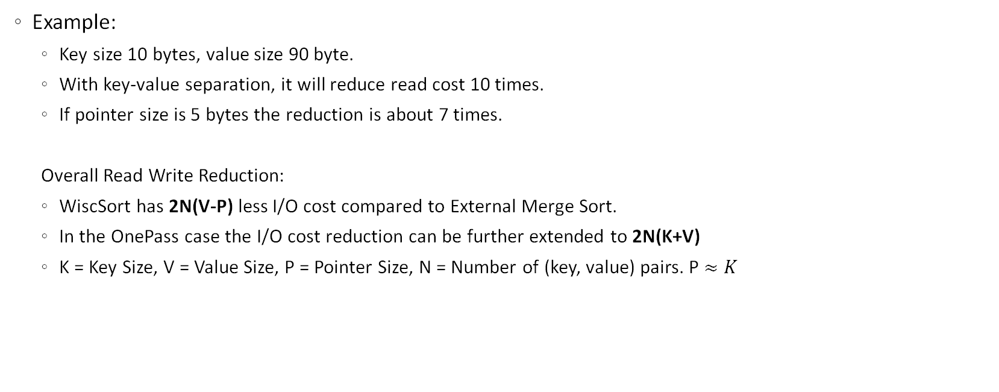 ◦ Example:
◦ Key size 10 bytes, value size 90 byte.
◦ With key-value separation, it will reduce read cost 10 times.
◦ If pointer size is 5 bytes the reduction is about 7 times.
Overall Read Write Reduction:
◦ WiscSort has 2N(V-P) less I/O cost compared to External Merge Sort.
◦ In the OnePass case the I/O cost reduction can be further extended to 2N(K+V)
◦ K = Key Size, V = Value Size, P = Pointer Size, N = Number of (key, value) pairs. P ≈ K